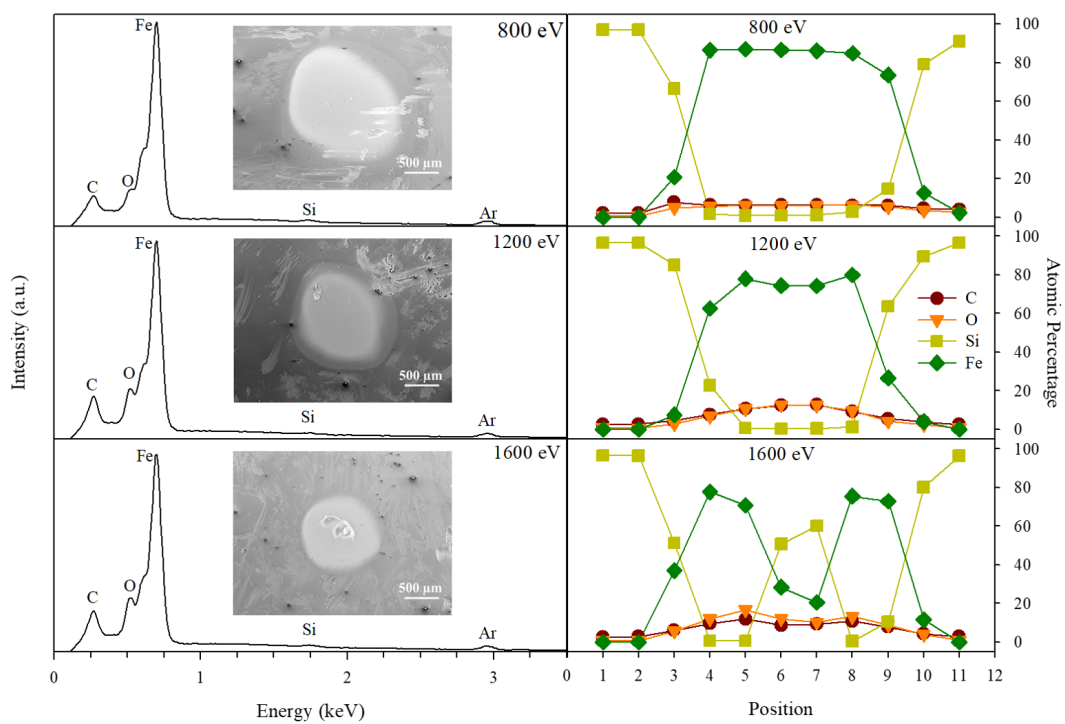 Fe
800 eV
C
O
Si
Ar
500 µm
800 eV
100
80
60
40
20
0
Fe
1200 eV
C
O
Si
Ar
500 µm
1200 eV
100
80
60
40
20
0
C
O
Si
Fe
Fe
1600 eV
C
O
Si
Ar
500 µm
1600 eV
100
80
60
40
20
0
Intensity (a.u.)
Atomic Percentage
0 1 2 3
Energy (keV)
0 1 2 3 4 5 6 7 8 9 10 11 12
Position